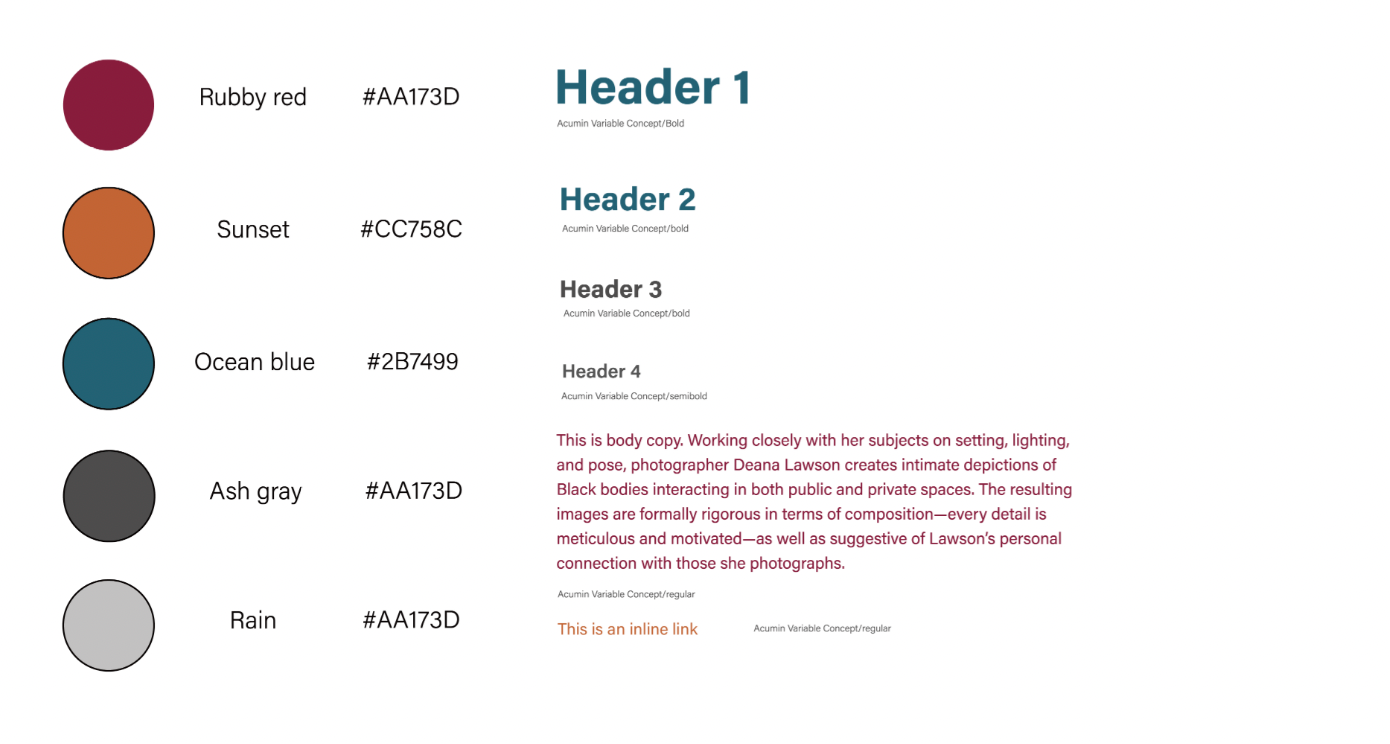 Rubby red #AA173D
Sunset #CC758C
Ocean blue #2B7499
Ash gray #AA173D
Rain #AA173D
Header 1
Acumin Variable Concept/Bold
Header 2
Acumin Variable Concept/bold
Header 3
Acumin Variable Concept/bold
Header 4
Acumin Variable Concept/semibold
This is body copy. Working closely with her subjects on setting, lighting,
and pose, photographer Deana Lawson creates intimate depictions of
Black bodies interacting in both public and private spaces. The resulting
images are formally rigorous in terms of composition—every detail is
meticulous and motivated—as well as suggestive of Lawson's personal
connection with those she photographs.
Acumin Variable Concept/regular
This is an inline link Acumin Variable Concept/regular